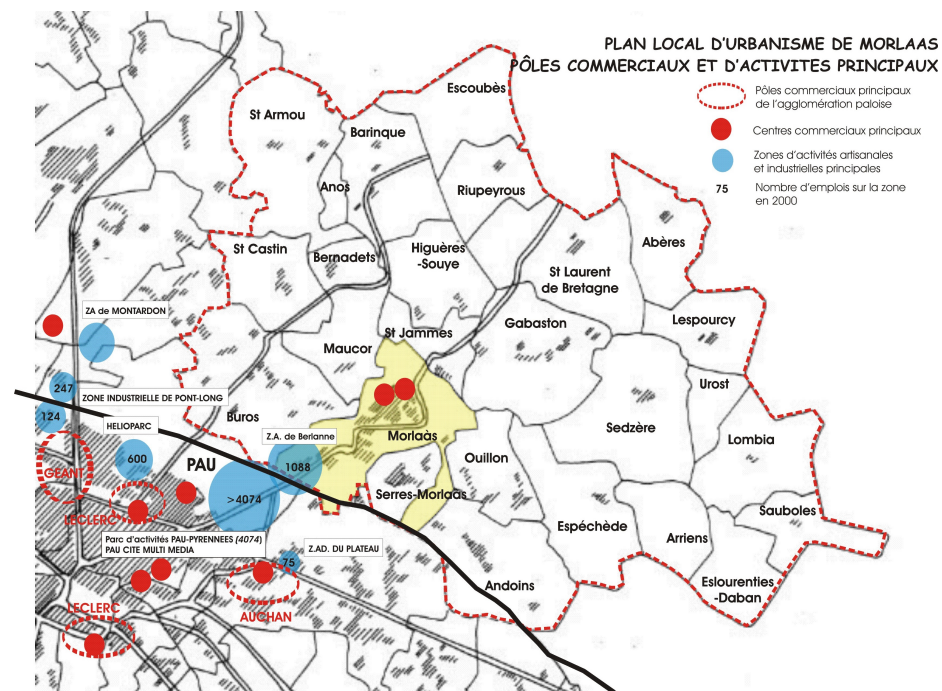 PLAN LOCAL D'URBANISME DE MORLAAS
PÔLES COMMERCIAUX ET D'ACTIVITES PRINCIPAUX
Pôles commerciaux principaux
de l'agglomération paloise
Centres commerciaux principaux
Zones d'activités artisanales
et industrielles principales
75
Nombre d'emplois sur la zone
en 2000
Escoubès
St Armou
Barinque
Anos
Riupeyrous
St Castin
Bernadets
Higuères
-Souye
Abères
St Laurent
de Bretagne
ZA de MONTARDON
St Jammes
Gabaston
Lespourcy
Maucor
247
ZONE INDUSTRIELLE DE PONT-LONG
Urost
124
Buros
HELIOPARC
Z.A. de Berlanne
Morlaàs
Sedzère
Lombia
GEANT
600
PAU
1088
Ouillon
>4074
Serres-Morlaàs
LECLERC
Espéchède
Sauboles
Arriens
Parc d'activités PAU-PYRENNEES (4074)
PAU CITE MULTI MEDIA
Z.AD. DU PLATEAU
75
Andoins
Eslourenties
-Daban
LECLERC
AUCHAN